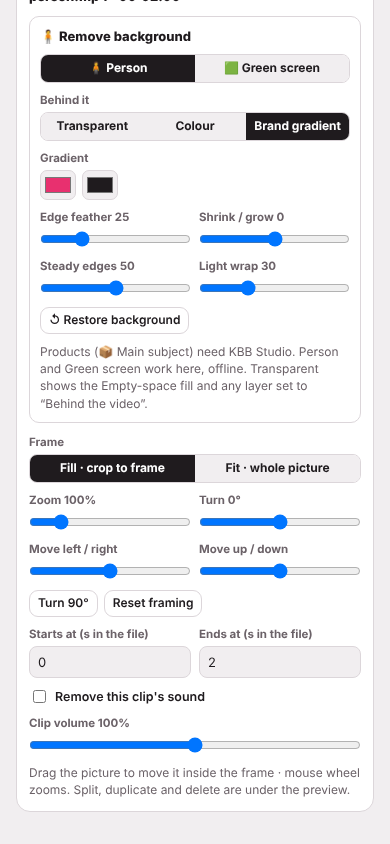 Remove background
Person
Green screen
Behind it
Transparent
Colour
Brand gradient
Gradient
Edge feather 25
Shrink / grow 0
Steady edges 50
Light wrap 30
Restore background
Products (📦 Main subject) need KBB Studio. Person
and Green screen work here, offline. Transparent
shows the Empty-space fill and any layer set to
“Behind the video”.
Frame
Fill · crop to frame
Fit · whole picture
Zoom 100%
Turn 0°
Move left / right
Move up / down
Turn 90°
Reset framing
Starts at (s in the file)
Ends at (s in the file)
0
2
Remove this clip's sound
Clip volume 100%
Drag the picture to move it inside the frame · mouse wheel
zooms. Split, duplicate and delete are under the preview.